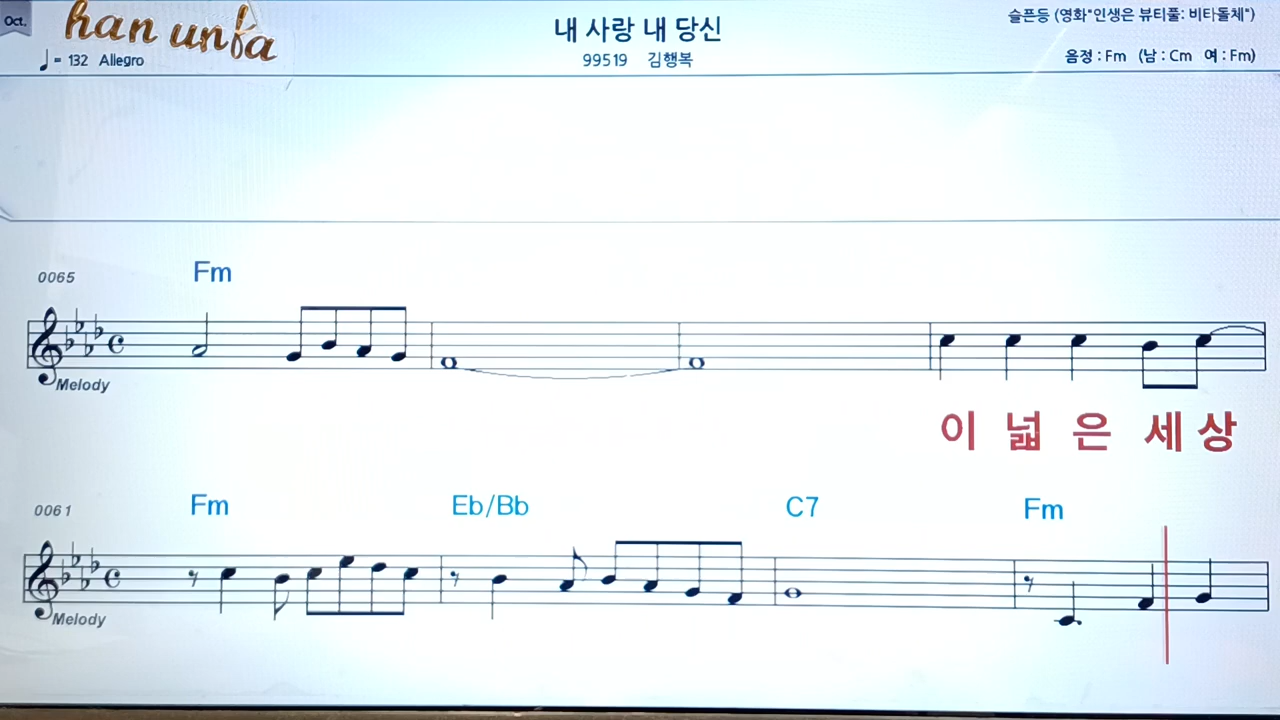 Oct.
han unfa
= 132 Allegro
내 사랑 내 당신
99519 김행복
슬픈등 (영화"인생은 뷰티풀: 비타돌체")
음정 : Fm (남 : Cm 여 : Fm)
0065
Fm
Melody
이 넓은 세상
0061
Fm Eb/Bb C7 Fm
Melody